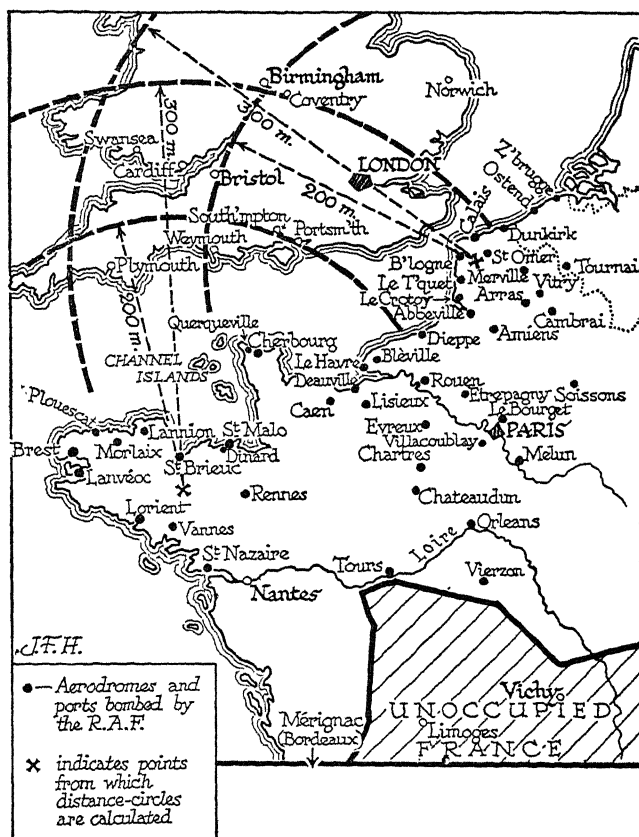 Birmingham
Coventry
Norwich
300 m.
300 m.
Swansea
Cardiff
Bristol
LONDON
200 m.
Z'brugge
Ostend
Calais
South'mpton
Portsm'th
Weymouth
Dunkirk
Plymouth
200 m.
B'logne
St Omer
Merville
Tournai
Le T'quet
Vitry
Le Crotoy
Arras
Abbeville
Cambrai
Querqueville
Cherbourg
Dieppe
Amiens
CHANNEL
ISLANDS
Le Havre
Blèville
Deauville
Rouen
Etrepagny
Soissons
Caen
Lisieux
Le Bourget
Plouescat
Lannion
St Malo
Evreux
PARIS
Villacoublay
Brest
Morlaix
Dinard
St Brieuc
Chartres
Melun
Lanvéoc
Rennes
Chateaudun
Lorient
Vannes
Orleans
St Nazaire
Tours
Loire
Nantes
Vierzon
J.F.H.
Vichy
UNOCCUPIED
Limoges
FRANCE
Mérignac
(Bordeaux)
Aerodromes and
ports bombed by
the R.A.F.
indicates points
from which
distance-circles
are calculated